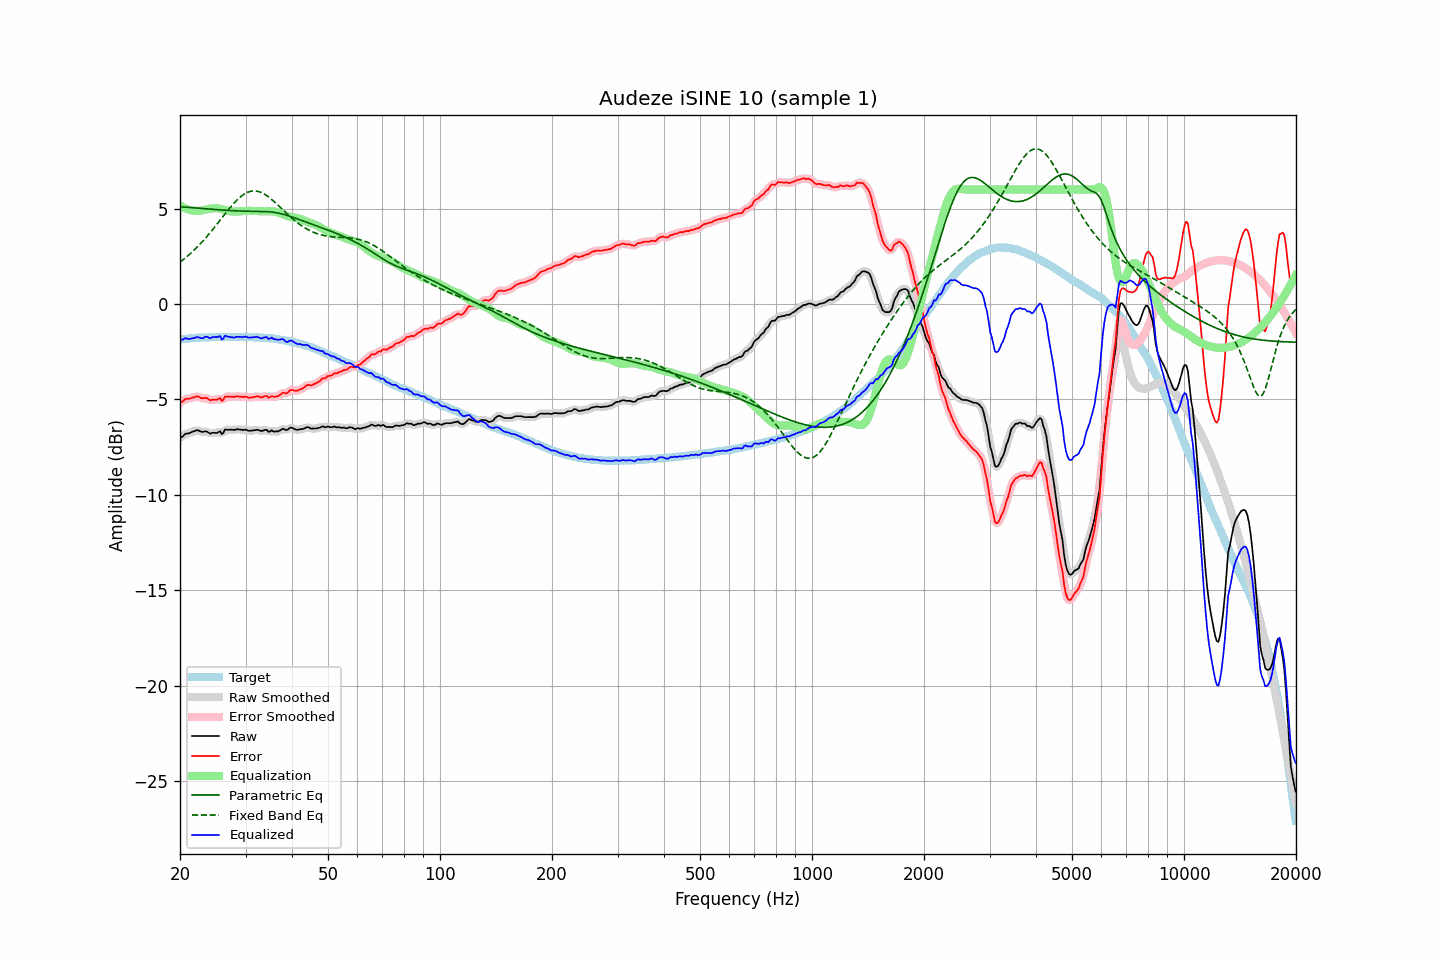 Audeze iSINE 10 (sample 1)
Amplitude (dBr)
5
0
−5
−10
−15
−20
−25
Target
Raw Smoothed
Error Smoothed
Raw
Error
Equalization
Parametric Eq
Fixed Band Eq
Equalized
20 50 100 200 500 1000 2000 5000 10000 20000
Frequency (Hz)